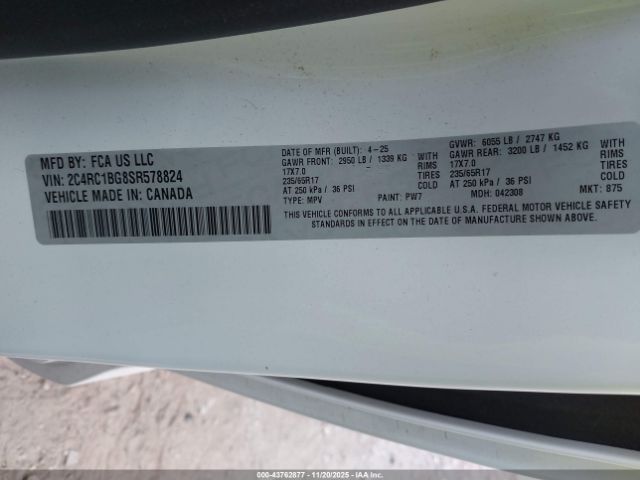 MFD BY: FCA US LLC
VIN: 2C4RC1BG8SR578824
VEHICLE MADE IN: CANADA
DATE OF MFR (BUILT): 4-25
GAWR FRONT: 2950 LB / 1339 KG WITH
17X7.0 RIMS
235/65R17 TIRES
AT 250 kPa / 36 PSI COLD
TYPE: MPV PAINT: PW7
GVWR: 6055 LB / 2747 KG
GAWR REAR: 3200 LB / 1452 KG WITH
17X7.0 RIMS
235/65R17 TIRES
AT 250 kPa / 36 PSI COLD
MDH: 042308 MKT: 875
THIS VEHICLE CONFORMS TO ALL APPLICABLE U.S.A. FEDERAL MOTOR VEHICLE SAFETY
STANDARDS IN EFFECT ON THE DATE OF MANUFACTURE SHOWN ABOVE.
000-43762877 - 11/20/2025 - IAAI.COM